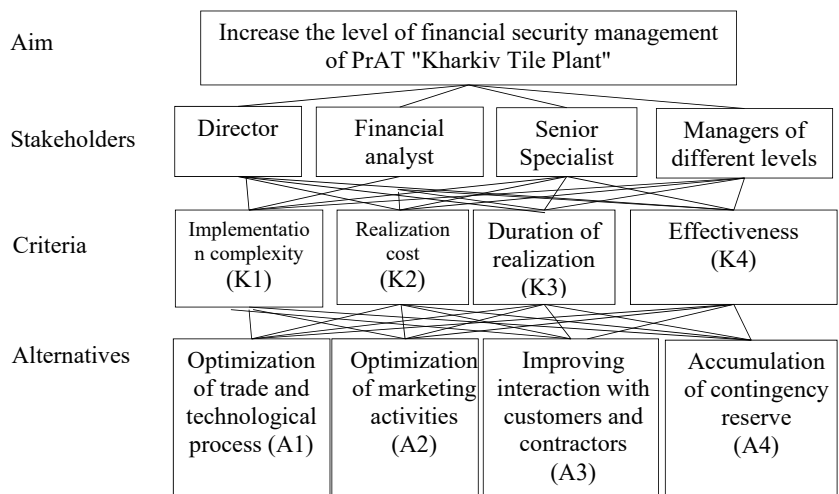 Aim
Increase the level of financial security management
of PrAT "Kharkiv Tile Plant"
Stakeholders
Director
Financial
analyst
Senior
Specialist
Managers of
different levels
Criteria
Implementatio
n complexity
(K1)
Realization
cost
(K2)
Duration of
realization
(K3)
Effectiveness
(K4)
Alternatives
Optimization
of trade and
technological
process (A1)
Optimization
of marketing
activities
(A2)
Improving
interaction with
customers and
contractors
(A3)
Accumulation
of contingency
reserve
(A4)